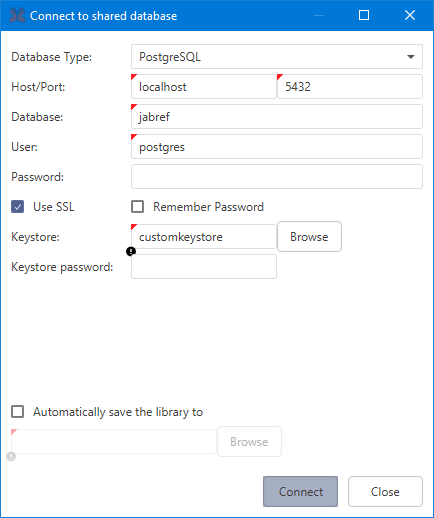 Connect to shared database
Database Type: PostgreSQL
Host/Port: localhost 5432
Database: jabref
User: postgres
Password:
Use SSL Remember Password
Keystore: customkeystore Browse
Keystore password:
Automatically save the library to
Browse
Connect Close